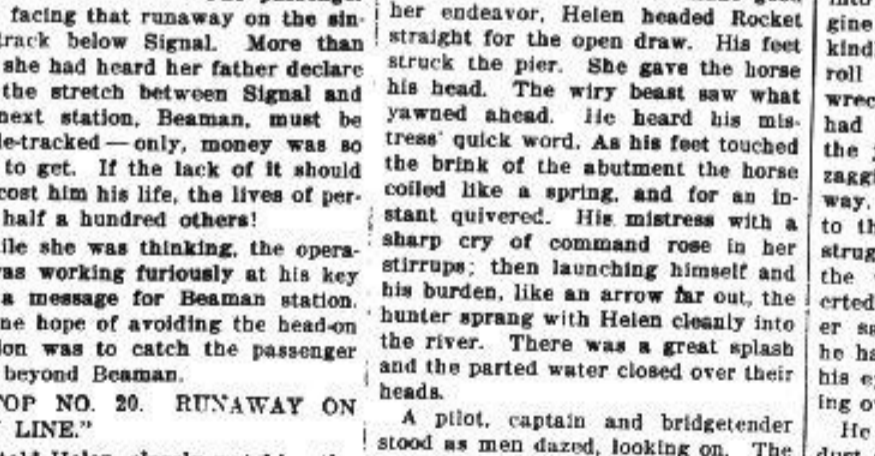 facing that runaway on the sin-
track below Signal. More than
she had heard her father declare
the stretch between Signal and
next station, Beaman, must be
le-tracked—only, money was so
to get. If the lack of it should
cost him his life, the lives of per-
half a hundred others!
ile she was thinking, the opera-
vas working furiously at his key
a message for Beaman station.
ne hope of avoiding the head-on
ion was to catch the passenger
beyond Beaman.
OP NO. 20. RUNAWAY ON
LINE."
her endeavor, Helen headed Rocket
straight for the open draw. His feet
struck the pier. She gave the horse
his head. The wiry beast saw what
yawned ahead. He heard his mis-
tress' quick word. As his feet touched
the brink of the abutment the horse
coiled like a spring, and for an in-
stant quivered. His mistress with a
sharp cry of command rose in her
stirrups; then launching himself and
his burden, like an arrow far out, the
hunter sprang with Helen cleanly into
the river. There was a great splash
and the parted water closed over their
heads.
A pilot, captain and bridgetender
stood as men dazed, looking on. The
gine
kind
roll
wrec
had
the
zagg
way.
to th
strug
the
erted
er sa
he ha
his e
ing o
He